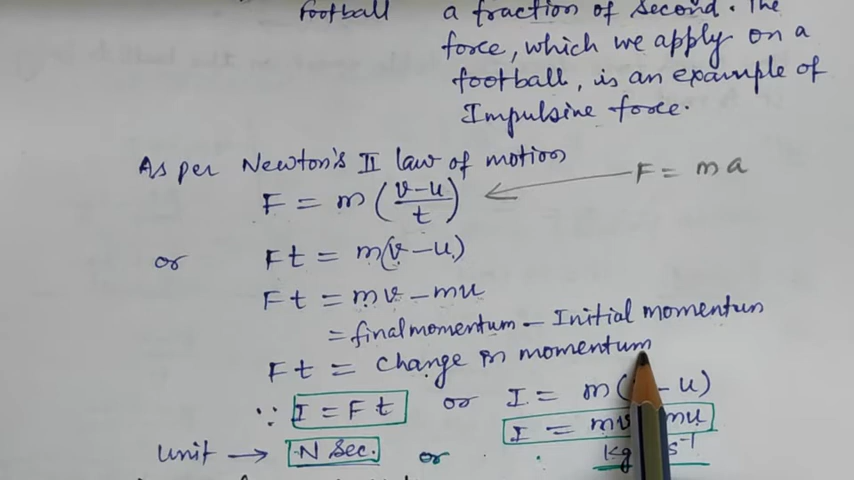 football a fraction of second. The
force, which we apply on a
football, is an example of
Impulsive force.
As per Newton's II law of motion
F = m (v-u/t) ← F = ma
or Ft = m(v-u)
Ft = mv - mu
= final momentum - Initial momentum
Ft = change in momentum
∵ I = Ft or I = m( - u)
Unit → N Sec. or I = mv mu
kg s⁻¹